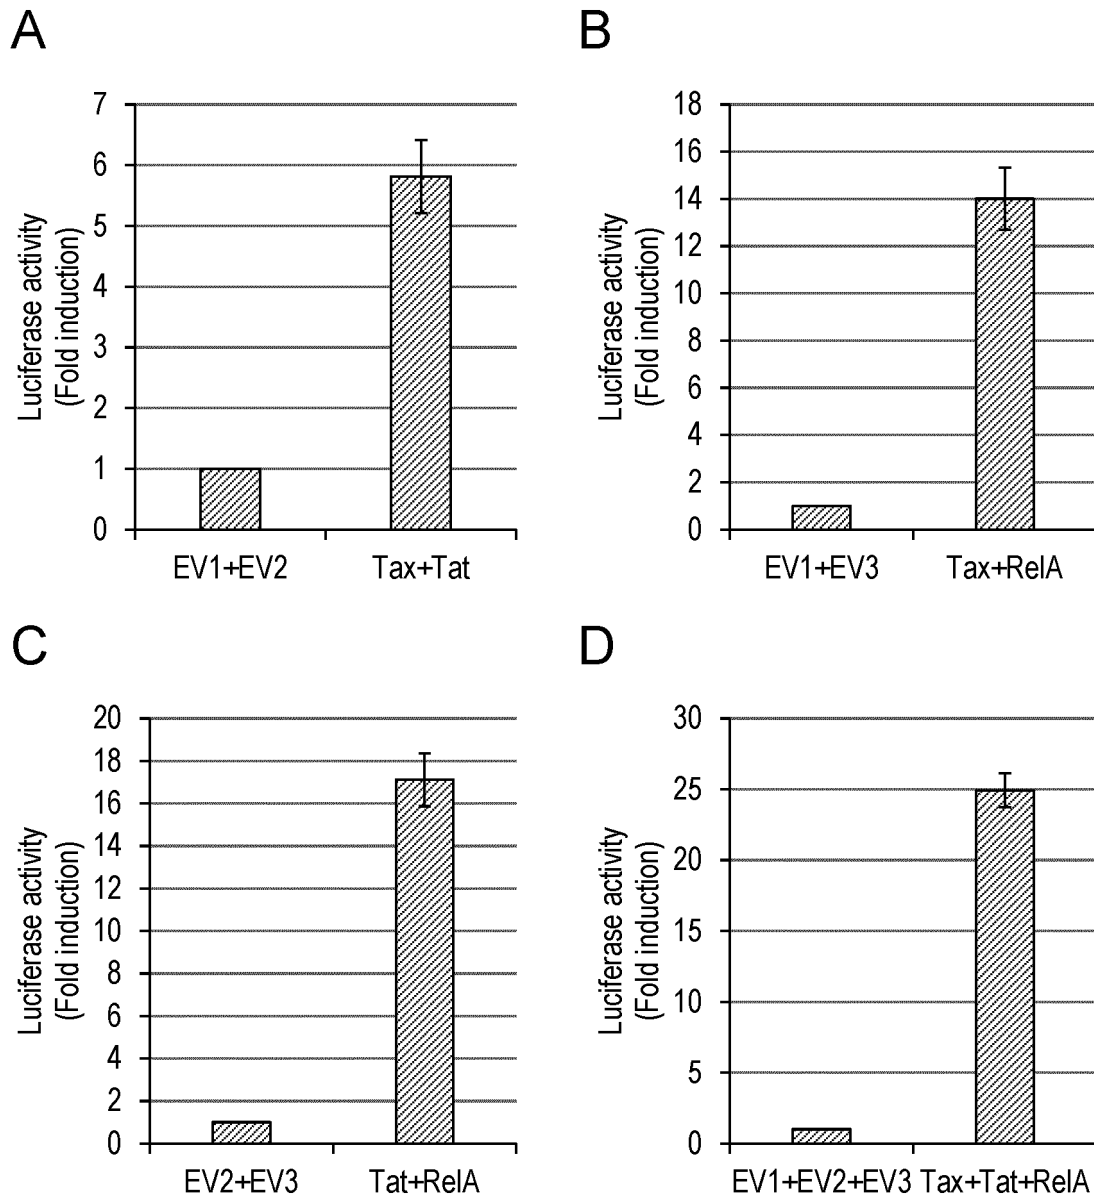 A
Luciferase activity
(Fold induction)
7
6
5
4
3
2
1
0
EV1+EV2 Tax+Tat
B
Luciferase activity
(Fold induction)
18
16
14
12
10
8
6
4
2
0
EV1+EV3 Tax+RelA
C
Luciferase activity
(Fold induction)
20
18
16
14
12
10
8
6
4
2
0
EV2+EV3 Tat+RelA
D
Luciferase activity
(Fold induction)
30
25
20
15
10
5
0
EV1+EV2+EV3 Tax+Tat+RelA